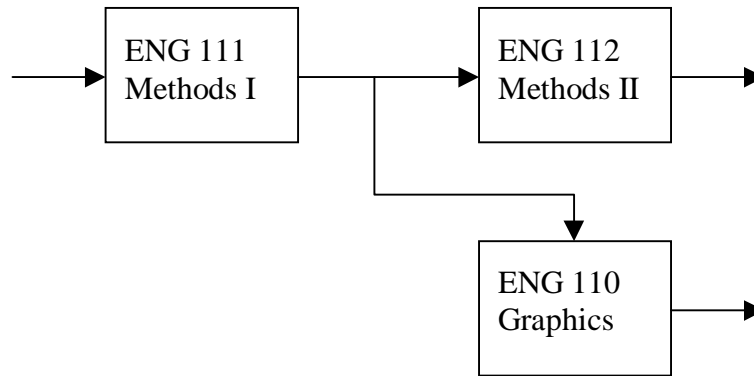 ENG 111
Methods I
ENG 112
Methods II
ENG 110
Graphics